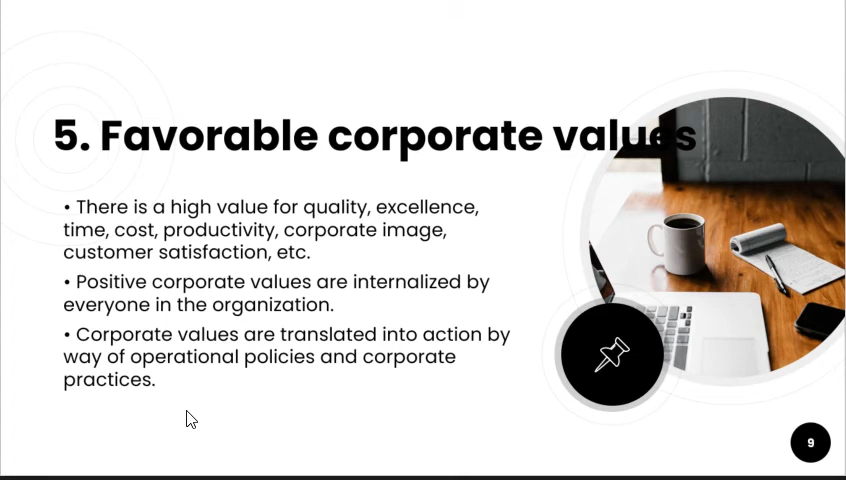 5. Favorable corporate values
• There is a high value for quality, excellence,
time, cost, productivity, corporate image,
customer satisfaction, etc.
• Positive corporate values are internalized by
everyone in the organization.
• Corporate values are translated into action by
way of operational policies and corporate
practices.
9